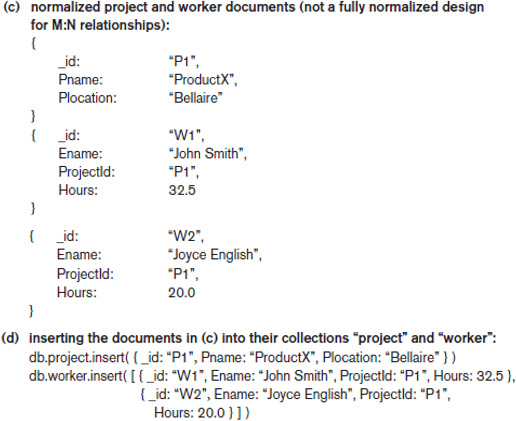 (c) normalized project and worker documents (not a fully normalized design
for M:N relationships):
{
_id: “P1”,
Pname: “ProductX”,
Plocation: “Bellaire”
}
{ _id: “W1”,
Ename: “John Smith”,
ProjectId: “P1”,
Hours: 32.5
}
{ _id: “W2”,
Ename: “Joyce English”,
ProjectId: “P1”,
Hours: 20.0
}
(d) inserting the documents in (c) into their collections “project” and “worker”:
db.project.insert( { _id: “P1”, Pname: “ProductX”, Plocation: “Bellaire” } )
db.worker.insert( [ { _id: “W1”, Ename: “John Smith”, ProjectId: “P1”, Hours: 32.5 },
{ _id: “W2”, Ename: “Joyce English”, ProjectId: “P1”,
Hours: 20.0 } ] )